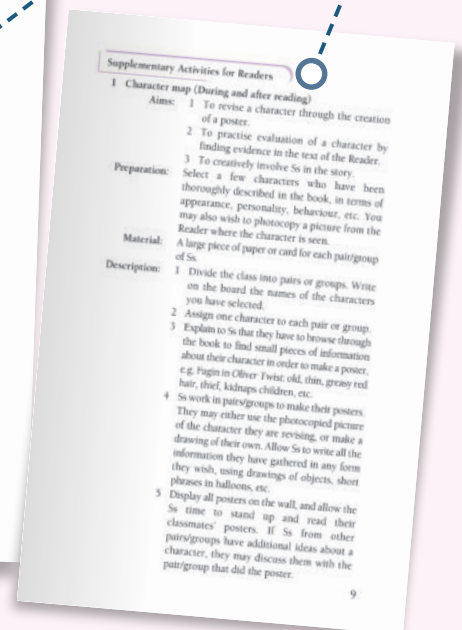 Supplementary Activities for Readers
1 Character map (During and after reading)
Aims: 1 To revise a character through the creation
of a poster.
2 To practise evaluation of a character by
finding evidence in the text of the Reader.
3 To creatively involve Ss in the story.
Preparation: Select a few characters who have been
thoroughly described in the book, in terms of
appearance, personality, behaviour, etc. You
may also wish to photocopy a picture from the
Reader where the character is seen.
Material: A large piece of paper or card for each pair/group
of Ss.
Description: 1 Divide the class into pairs or groups. Write
on the board the names of the characters
you have selected.
2 Assign one character to each pair or group.
3 Explain to Ss that they have to browse through
the book to find small pieces of information
about their character in order to make a poster,
e.g. Fagin in Oliver Twist: old, thin, greasy red
hair, thief, kidnaps children, etc.
4 Ss work in pairs/groups to make their posters.
They may either use the photocopied picture
of the character they are revising, or make a
drawing of their own. Allow Ss to write all the
information they have gathered in any form
they wish, using drawings of objects, short
phrases in balloons, etc.
5 Display all posters on the wall, and allow the
Ss time to stand up and read their
classmates' posters. If Ss from other
pairs/groups have additional ideas about a
character, they may discuss them with the
pair/group that did the poster.
9